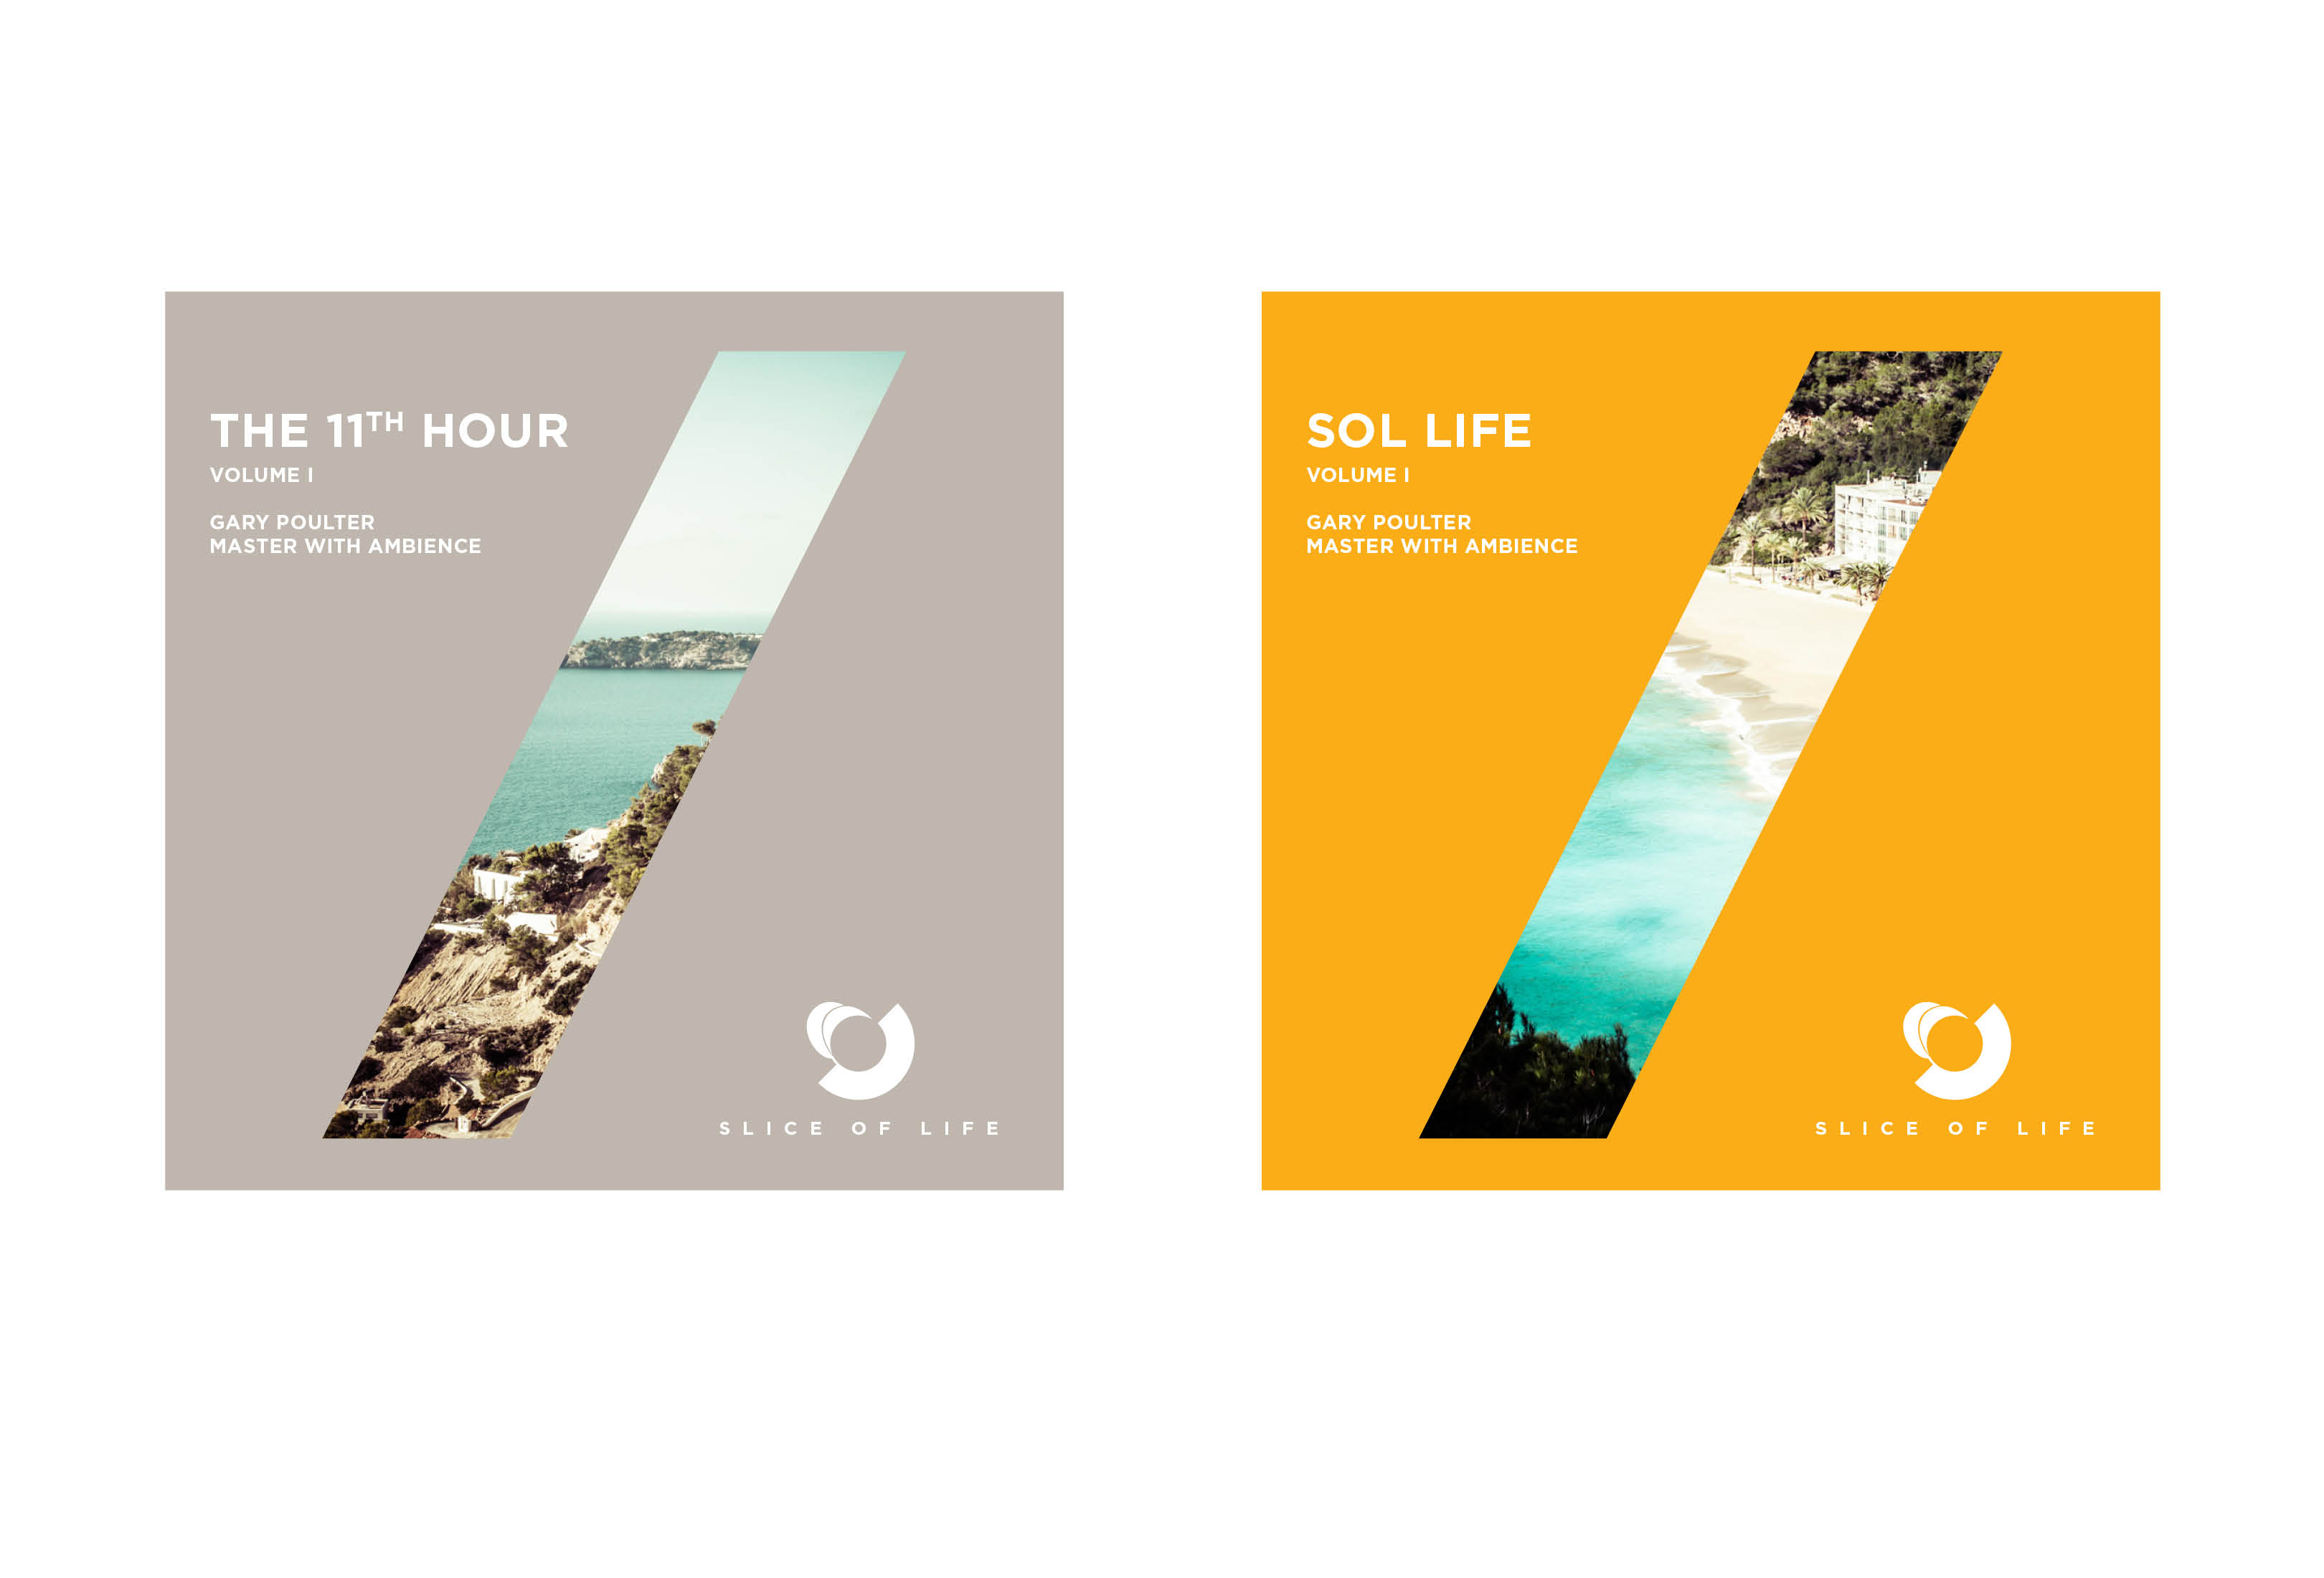 THE 11TH HOUR
VOLUME I
GARY POULTER
MASTER WITH AMBIENCE
SLICE OF LIFE
SOL LIFE
VOLUME I
GARY POULTER
MASTER WITH AMBIENCE
SLICE OF LIFE